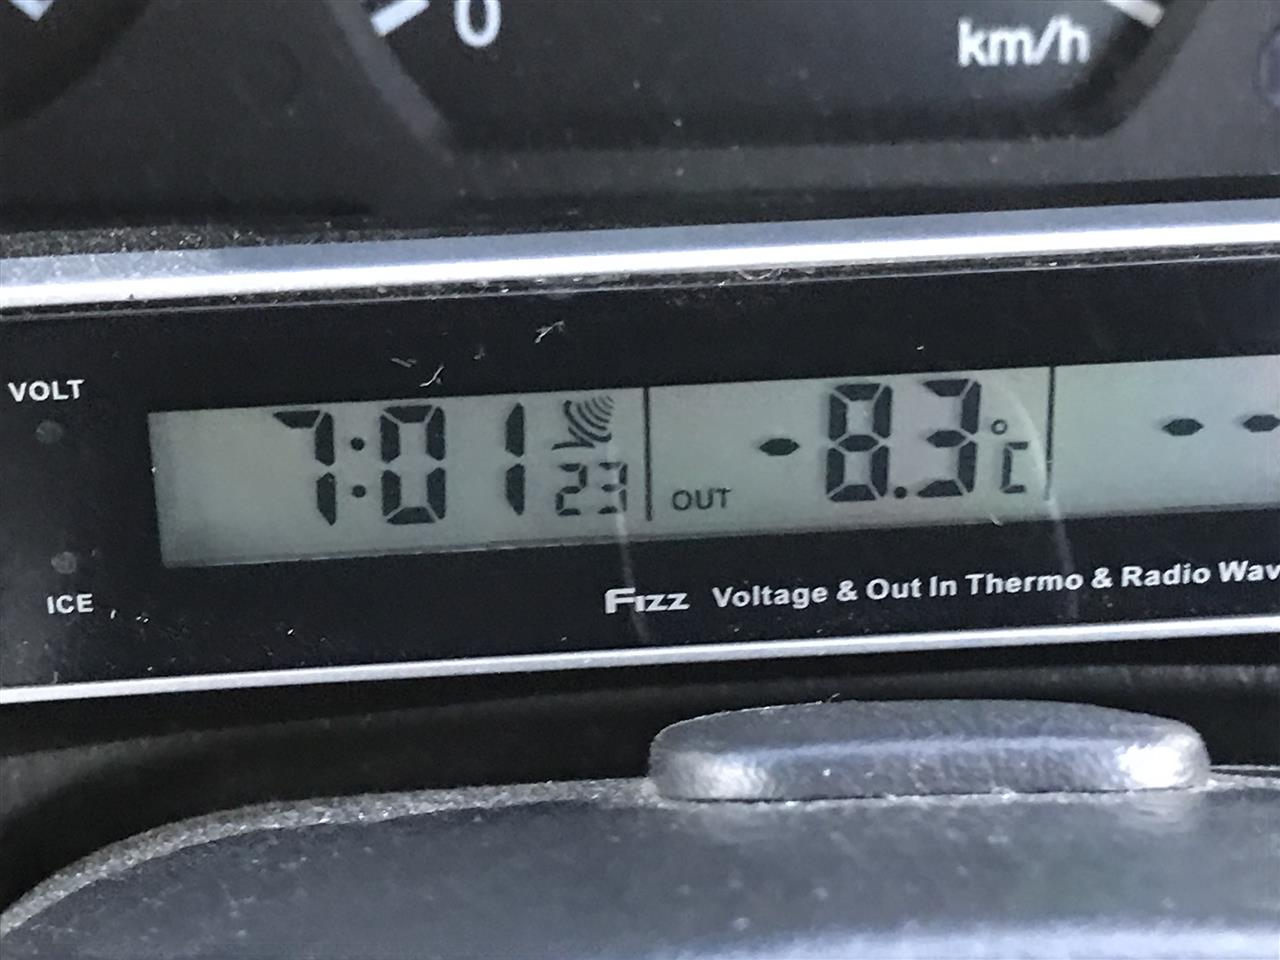 0
km/h
VOLT
7:01 23
OUT -8.3°C
--
ICE
Fizz Voltage & Out In Thermo & Radio Wav